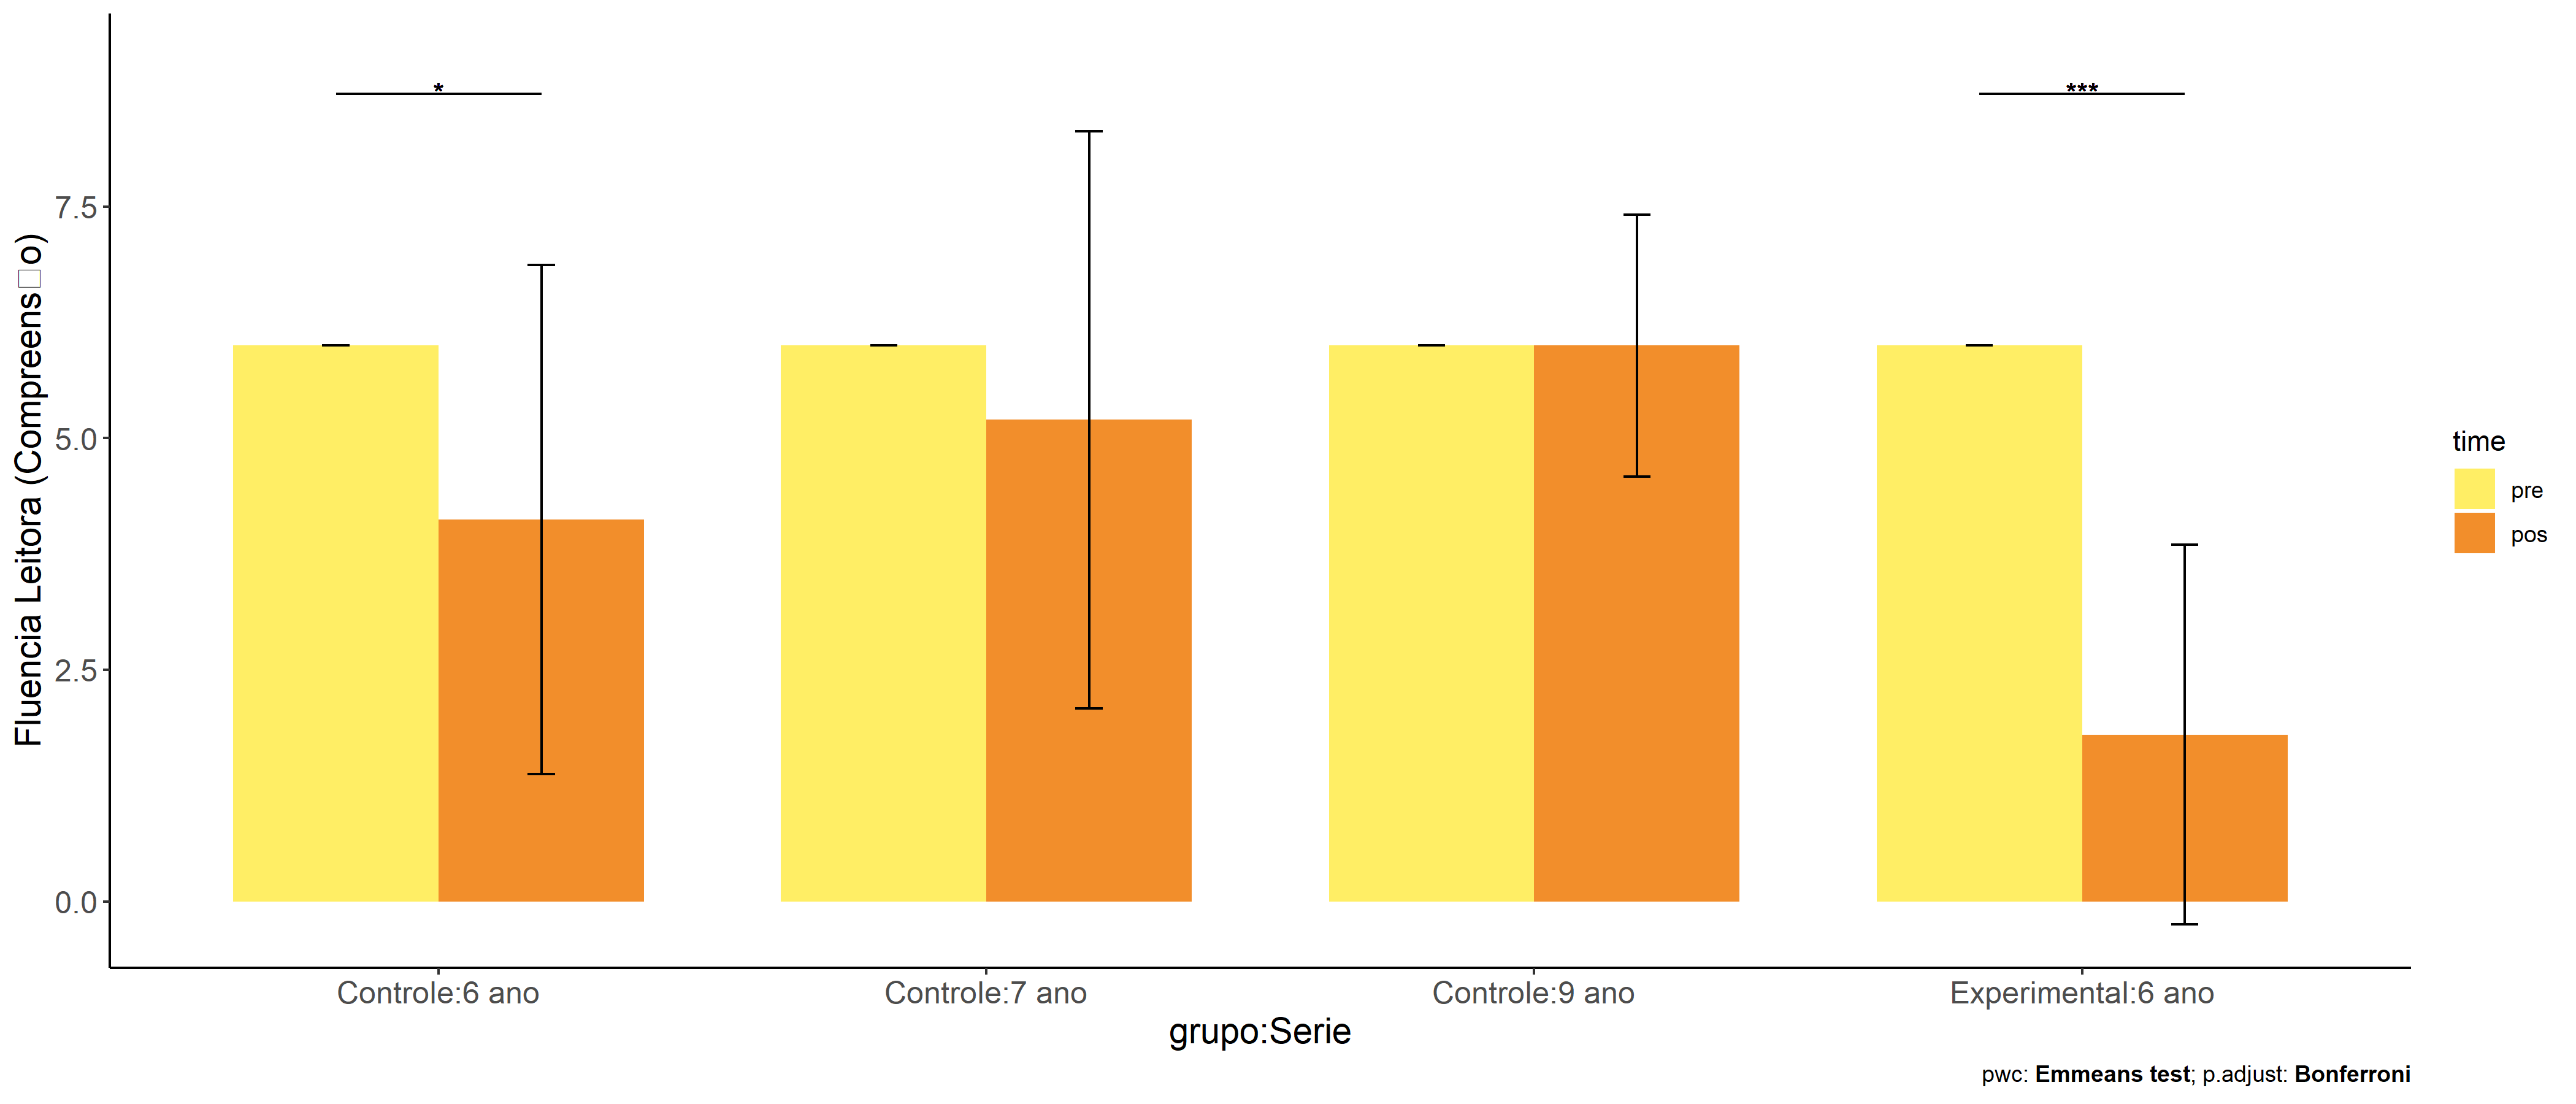 * ***
Fluencia Leitora (Compreens□o)
7.5
5.0
2.5
0.0
Controle:6 ano Controle:7 ano Controle:9 ano Experimental:6 ano
grupo:Serie
time
pre
pos
pwc: Emmeans test; p.adjust: Bonferroni